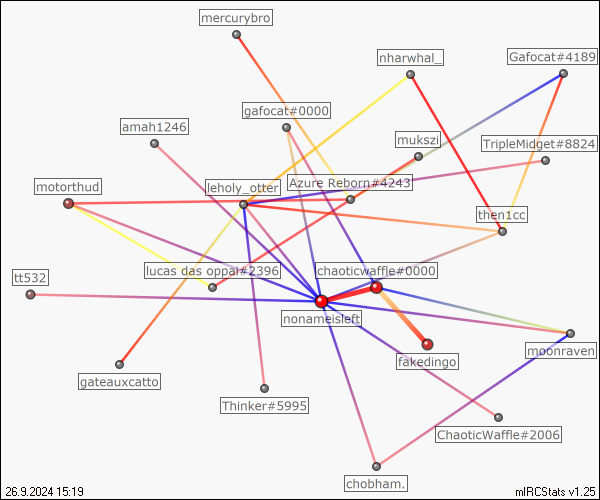 mercurybro
nharwhal_
Gafocat#4189
gafocat#0000
amah1246
mukszi
TripleMidget#8824
motorthud
leholy_otter
Azure Reborn#4243
then1cc
tt532
lucas das oppai#2396
chaoticwaffle#0000
nonameisleft
moonraven
fakedingo
gateauxcatto
Thinker#5995
ChaoticWaffle#2006
chobham.
26.9.2024 15:19
mIRCStats v1.25